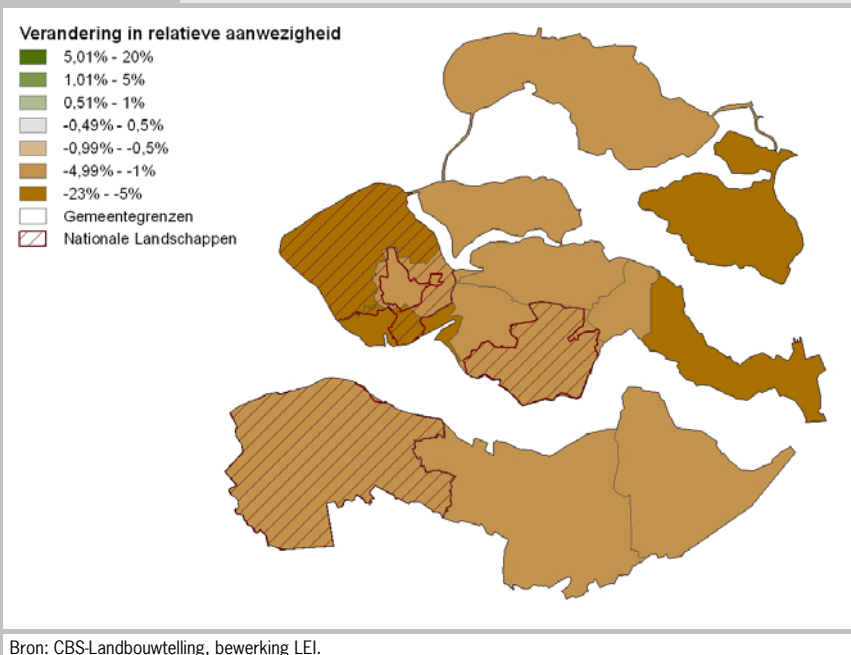 Verandering in relatieve aanwezigheid
5,01% - 20%
1,01% - 5%
0,51% - 1%
-0,49% - 0,5%
-0,99% - -0,5%
-4,99% - -1%
-23% - -5%
Gemeentegrenzen
Nationale Landschappen
Bron: CBS-Landbouwtelling, bewerking LEI.